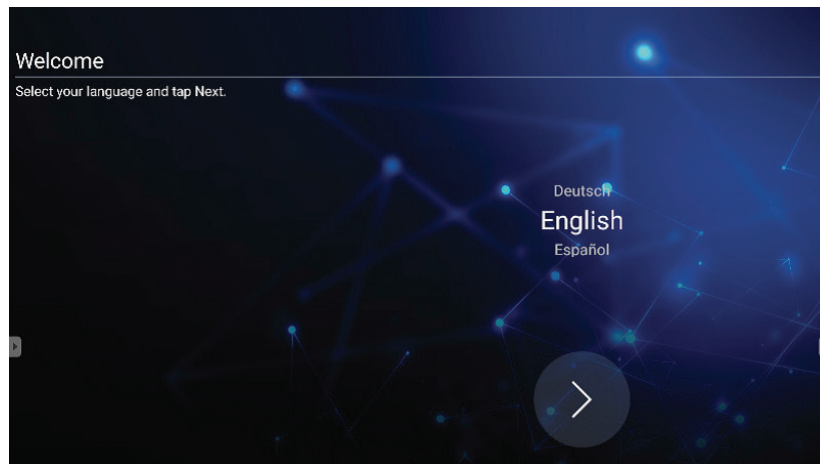 Welcome
Select your language and tap Next.
Deutsch
English
Español